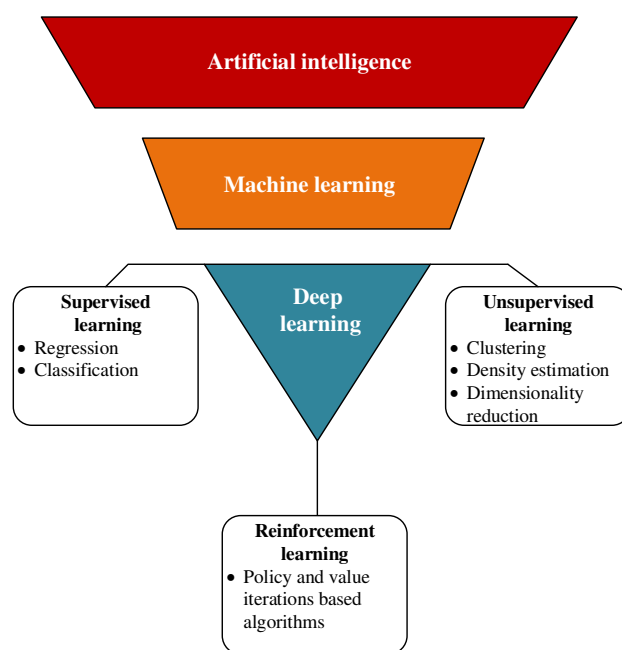 Artificial intelligence
Machine learning
Deep
learning
Supervised
learning
• Regression
• Classification
Unsupervised
learning
• Clustering
• Density estimation
• Dimensionality
reduction
Reinforcement
learning
• Policy and value
iterations based
algorithms